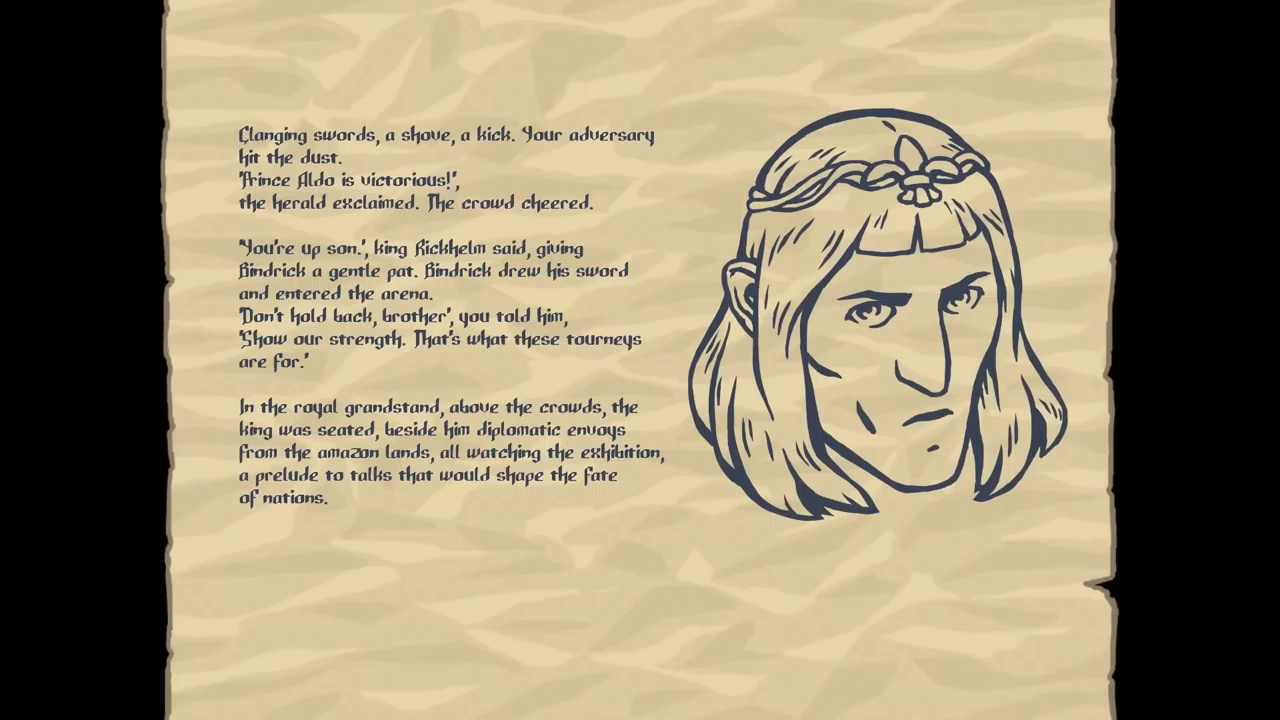 Clanging swords, a shove, a kick. Your adversary
hit the dust.
'Prince Aldo is victorious!',
the herald exclaimed. The crowd cheered.
'You're up son.', king Rickhelm said, giving
Bindrick a gentle pat. Bindrick drew his sword
and entered the arena.
'Don't hold back, brother', you told him,
'Show our strength. That's what these tourneys
are for.'
In the royal grandstand, above the crowds, the
king was seated, beside him diplomatic envoys
from the amazon lands, all watching the exhibition,
a prelude to talks that would shape the fate
of nations.